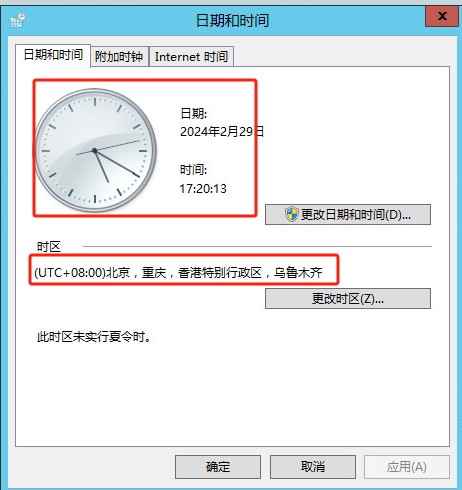 日期和时间
x
日期和时间 附加时钟 Internet 时间
日期:
2024年2月29日
时间:
17:20:13
更改日期和时间(D)...
时区
(UTC+08:00)北京，重庆，香港特别行政区，乌鲁木齐
更改时区(Z)...
此时区未实行夏令时。
确定 取消 应用(A)